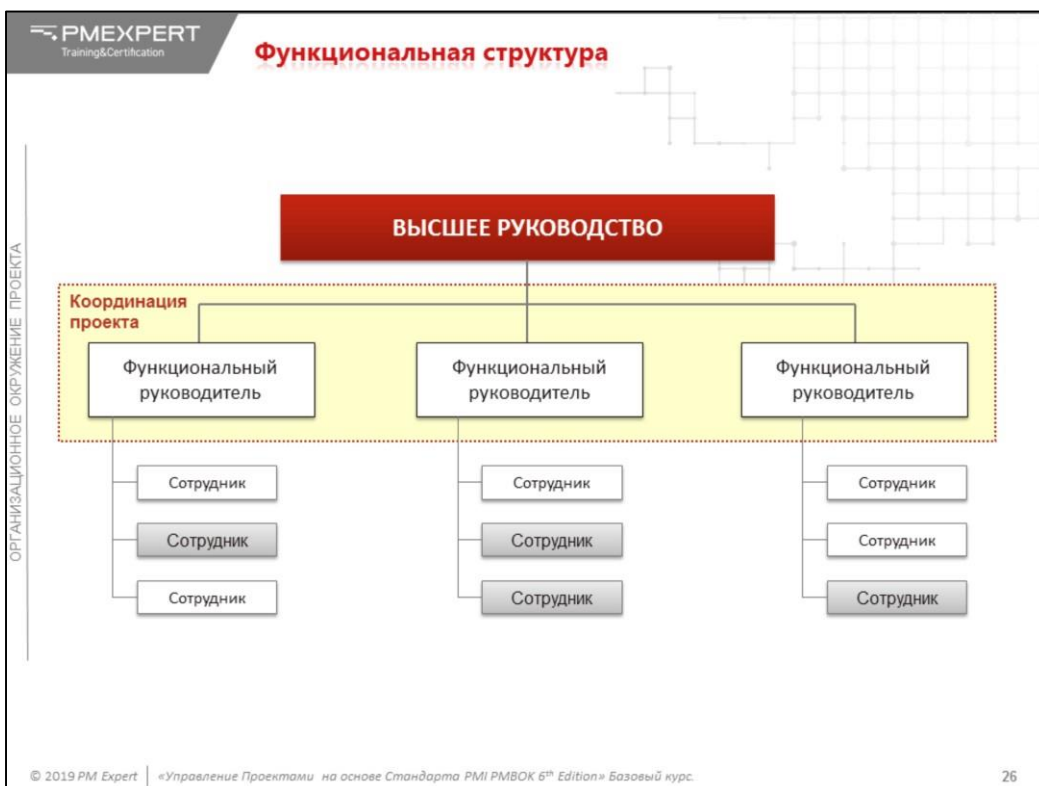 PMEXPERT
Training&Certification
Функциональная структура
ОРГАНИЗАЦИОННОЕ ОКРУЖЕНИЕ ПРОЕКТА
ВЫСШЕЕ РУКОВОДСТВО
Координация
проекта
Функциональный
руководитель
Функциональный
руководитель
Функциональный
руководитель
Сотрудник
Сотрудник
Сотрудник
Сотрудник
Сотрудник
Сотрудник
Сотрудник
Сотрудник
Сотрудник
© 2019 PM Expert | «Управление Проектами на основе Стандарта PMI PMBOK 6th Edition» Базовый курс.
26